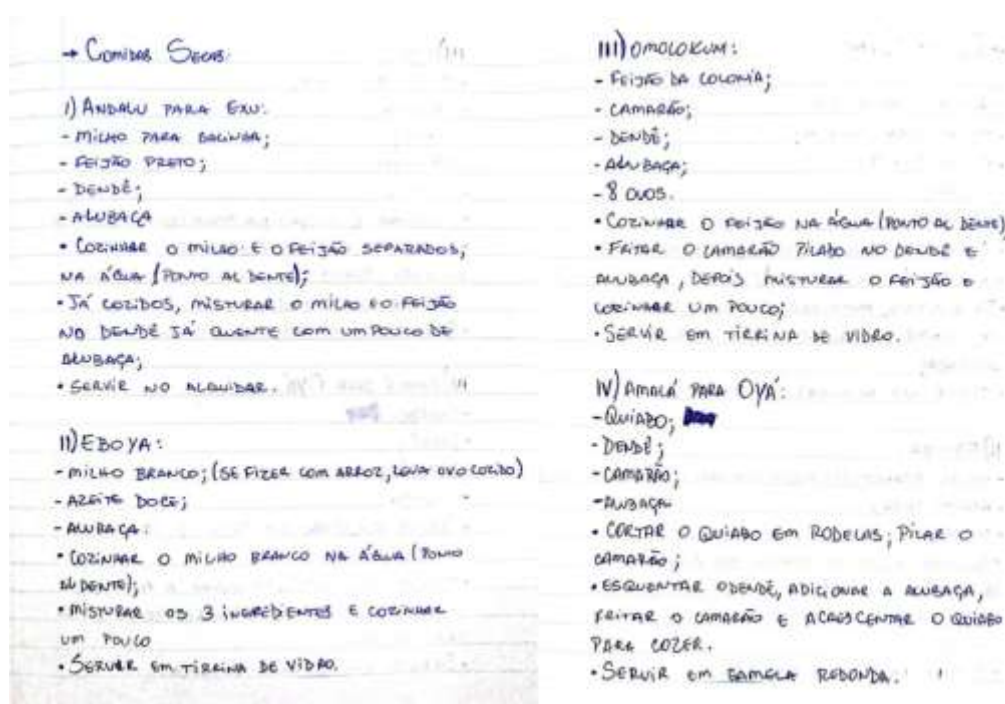 → Comidas Secas:
I) ANDALU PARA EXU:
- MILHO PARA GALINHA;
- FEIJÃO PRETO;
- DENDÊ;
- ALUBAÇA
• COZINHAR O MILHO E O FEIJÃO SEPARADOS,
NA ÁGUA (PONTO AL DENTE);
• JÁ COZIDOS, MISTURAR O MILHO E O FEIJÃO
NO DENDÊ JÁ QUENTE COM UM POUCO DE
ALUBAÇA;
• SERVIR NO ALGUIDAR.
II) EBOYA:
- MILHO BRANCO; (SE FIZER COM ARROZ, LEVA OVO COZIDO)
- AZEITE DOCE;
- ALUBAÇA.
• COZINHAR O MILHO BRANCO NA ÁGUA (PONTO
AL DENTE);
• MISTURAR OS 3 INGREDIENTES E COZINHAR
UM POUCO
• SERVIR EM TIRRINA DE VIDRO.
III) OMOLOKUM:
- FEIJÃO DA COLONIA;
- CAMARÃO;
- DENDÊ;
- ALUBAÇA;
- 8 OVOS.
• COZINHAR O FEIJÃO NA ÁGUA (PONTO AL DENTE)
• FRITAR O CAMARÃO PILADO NO DENDÊ E
ALUBAÇA, DEPOIS MISTURAR O FEIJÃO E
COZINHAR UM POUCO;
• SERVIR EM TIRRINA DE VIDRO.
IV) AMALÁ PARA OYÁ:
- QUIABO;
- DENDÊ;
- CAMARÃO;
- ALUBAÇA
• CORTAR O QUIABO EM RODELAS; PILAR O
CAMARÃO;
• ESQUENTAR O DENDÊ, ADICIONAR A ALUBAÇA,
FRITAR O CAMARÃO E ACRESCENTAR O QUIABO
PARA COZER.
• SERVIR EM GAMELA REDONDA.